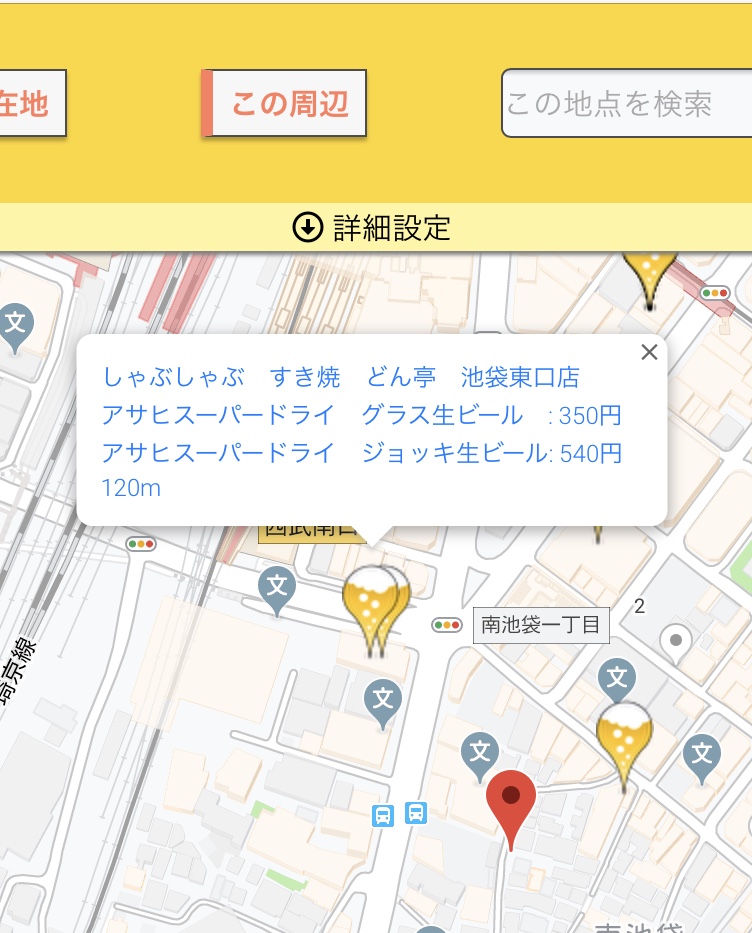 在地
この周辺
この地点を検索
詳細設定
文
しゃぶしゃぶ　すき焼　どん亭　池袋東口店
アサヒスーパードライ　グラス生ビール　: 350円
アサヒスーパードライ　ジョッキ生ビール: 540円
120m
西武南口
文
南池袋一丁目
2
埼京線
文
文
文
文
南池袋